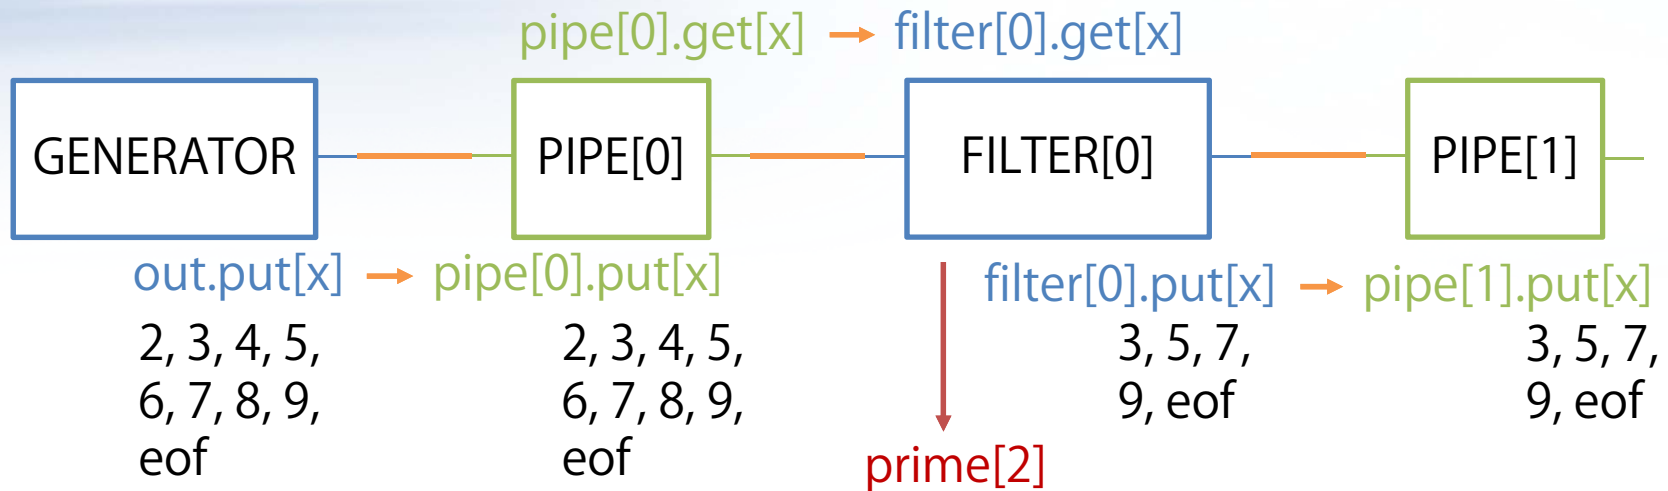 pipe[0].get[x] → filter[0].get[x]
GENERATOR
PIPE[0]
FILTER[0]
PIPE[1]
out.put[x] → pipe[0].put[x]
filter[0].put[x] → pipe[1].put[x]
2, 3, 4, 5,
6, 7, 8, 9,
eof
2, 3, 4, 5,
6, 7, 8, 9,
eof
prime[2]
3, 5, 7,
9, eof
3, 5, 7,
9, eof